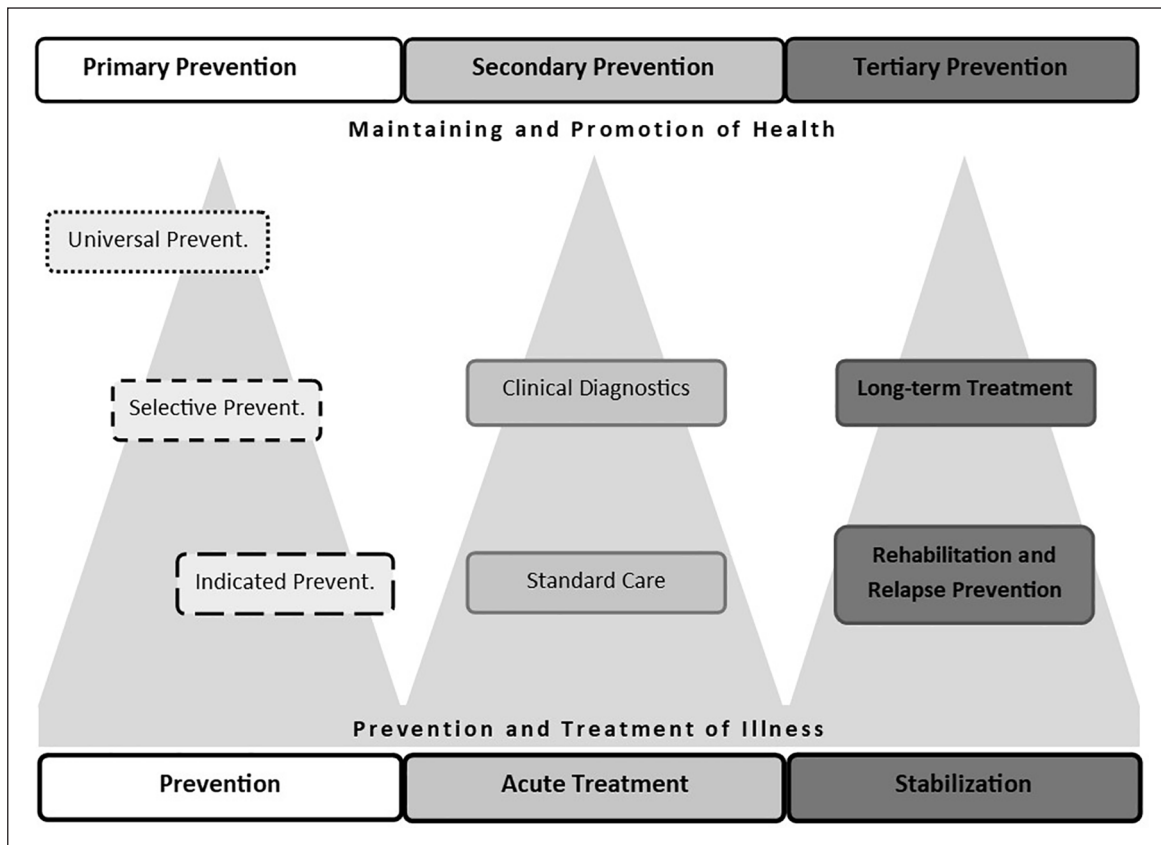 Primary Prevention
Secondary Prevention
Tertiary Prevention
Maintaining and Promotion of Health
Universal Prevent.
Selective Prevent.
Clinical Diagnostics
Long-term Treatment
Indicated Prevent.
Standard Care
Rehabilitation and
Relapse Prevention
Prevention and Treatment of Illness
Prevention
Acute Treatment
Stabilization